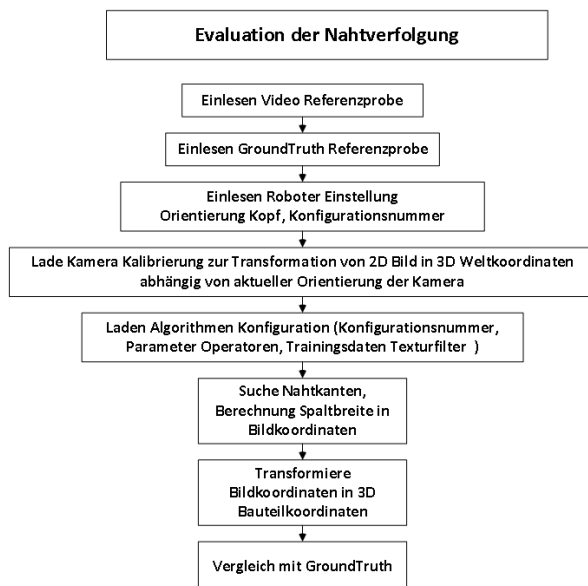 Evaluation der Nahtverfolgung
Einlesen Video Referenzprobe
Einlesen GroundTruth Referenzprobe
Einlesen Roboter Einstellung
Orientierung Kopf, Konfigurationsnummer
Lade Kamera Kalibrierung zur Transformation von 2D Bild in 3D Weltkoordinaten
abhängig von aktueller Orientierung der Kamera
Laden Algorithmen Konfiguration (Konfigurationsnummer,
Parameter Operatoren, Trainingsdaten Texturfilter )
Suche Nahtkanten,
Berechnung Spaltbreite in
Bildkoordinaten
Transformiere
Bildkoordinaten in 3D
Bauteilkoordinaten
Vergleich mit GroundTruth